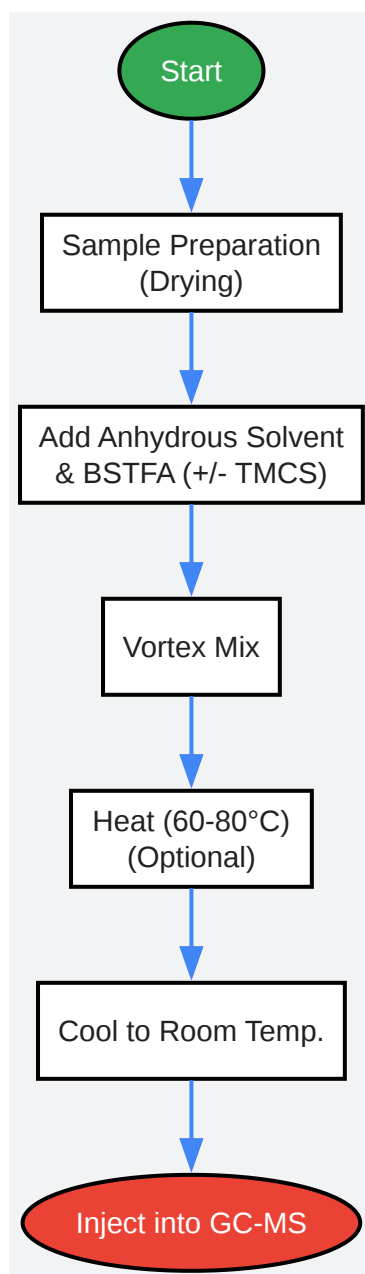 Start
Sample Preparation
(Drying)
Add Anhydrous Solvent
& BSTFA (+/- TMCS)
Vortex Mix
Heat (60-80°C)
(Optional)
Cool to Room Temp.
Inject into GC-MS